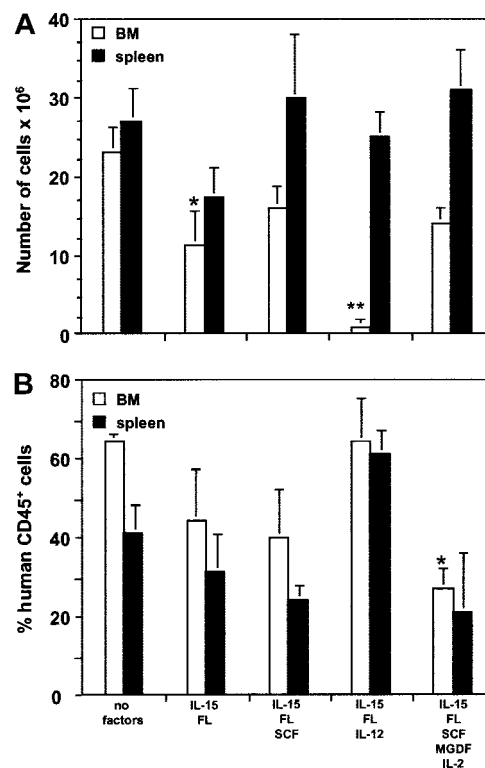 A
40
30
20
10
0
Number of cells x 10⁶
BM
spleen
*
**
B
80
60
40
20
0
% human CD45⁺ cells
BM
spleen
*
no
factors
IL-15
FL
IL-15
FL
SCF
IL-15
FL
IL-12
IL-15
FL
SCF
MGDF
IL-2